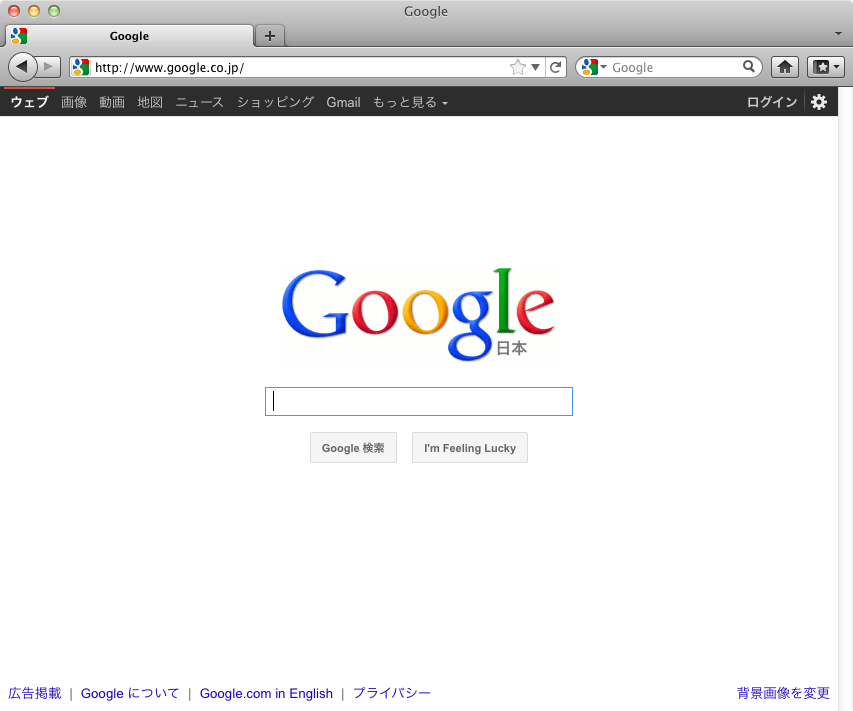 Google
Google
http://www.google.co.jp/ Google
ウェブ 画像 動画 地図 ニュース ショッピング Gmail もっと見る ログイン
Google
日本
Google 検索 I'm Feeling Lucky
広告掲載 | Google について | Google.com in English | プライバシー 背景画像を変更